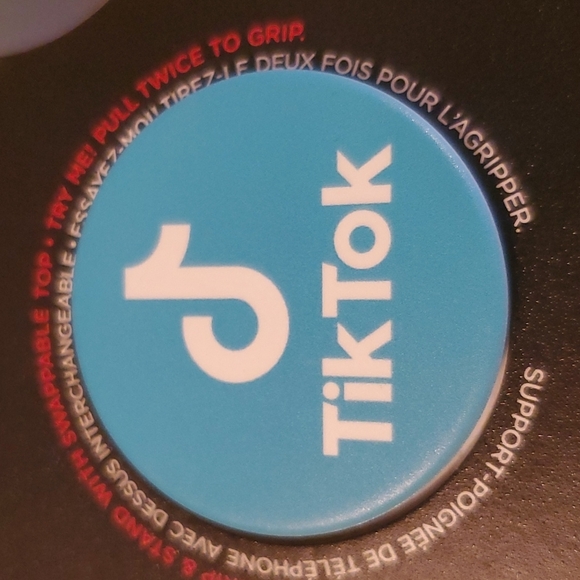 TikTok
& STAND WITH SWAPPABLE TOP • TRY ME! PULL TWICE TO GRIP.
SUPPORT-POIGNÉE DE TÉLÉPHONE AVEC DESSUS INTERCHANGEABLE • ESSAYEZ-MOI! TIREZ-LE DEUX FOIS POUR L'AGRIPPER.